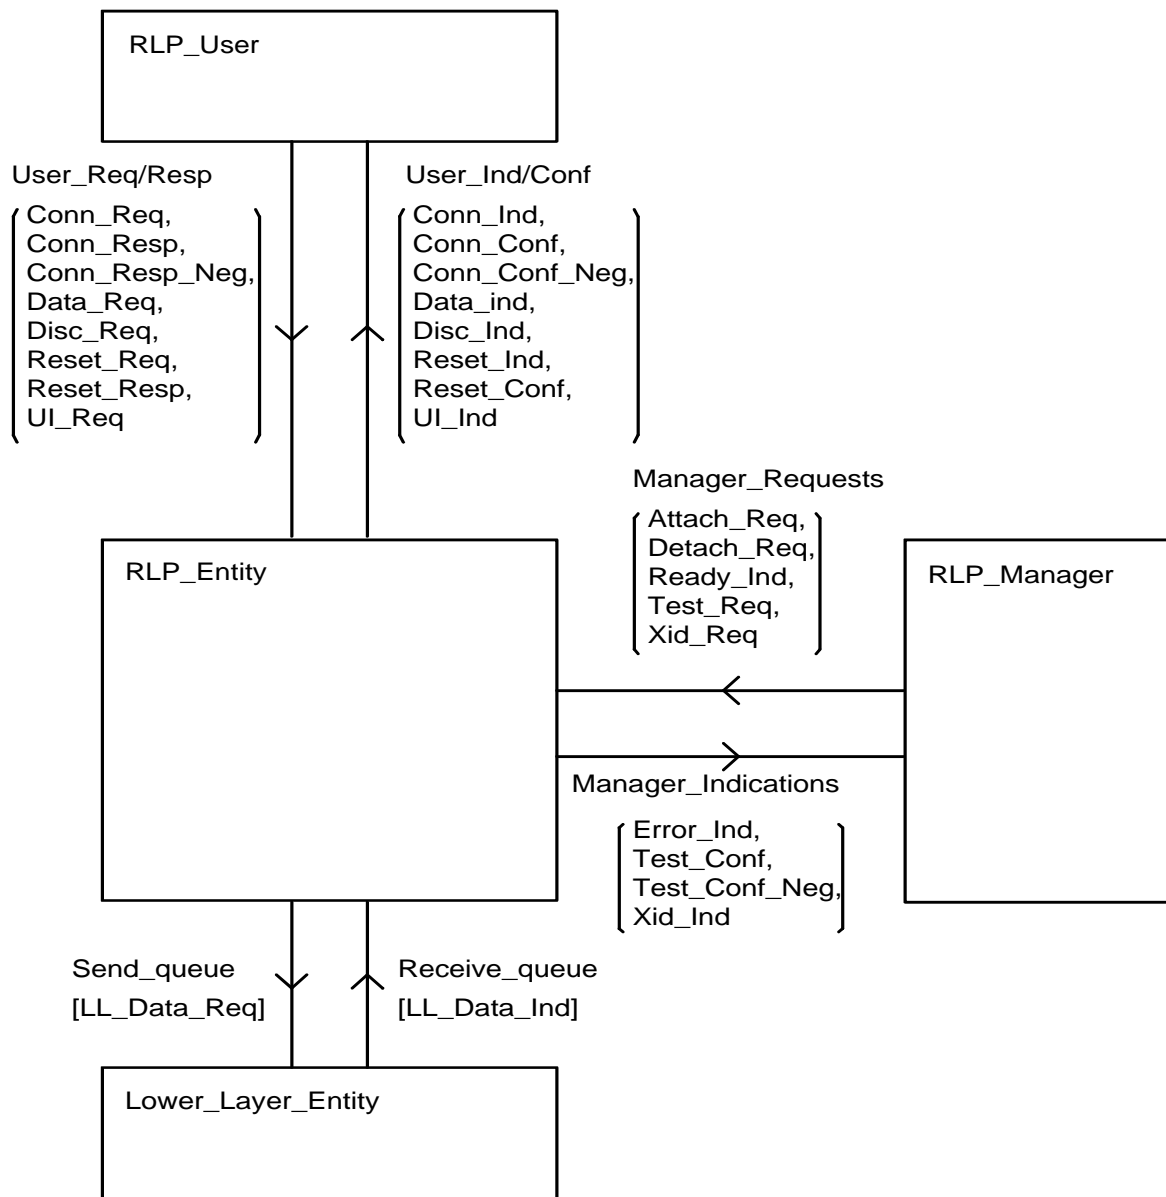 RLP_User
User_Req/Resp
Conn_Req,
Conn_Resp,
Conn_Resp_Neg,
Data_Req,
Disc_Req,
Reset_Req,
Reset_Resp,
UI_Req
User_Ind/Conf
Conn_Ind,
Conn_Conf,
Conn_Conf_Neg,
Data_ind,
Disc_Ind,
Reset_Ind,
Reset_Conf,
UI_Ind
Manager_Requests
Attach_Req,
Detach_Req,
Ready_Ind,
Test_Req,
Xid_Req
RLP_Entity
RLP_Manager
Manager_Indications
Error_Ind,
Test_Conf,
Test_Conf_Neg,
Xid_Ind
Send_queue
[LL_Data_Req]
Receive_queue
[LL_Data_Ind]
Lower_Layer_Entity